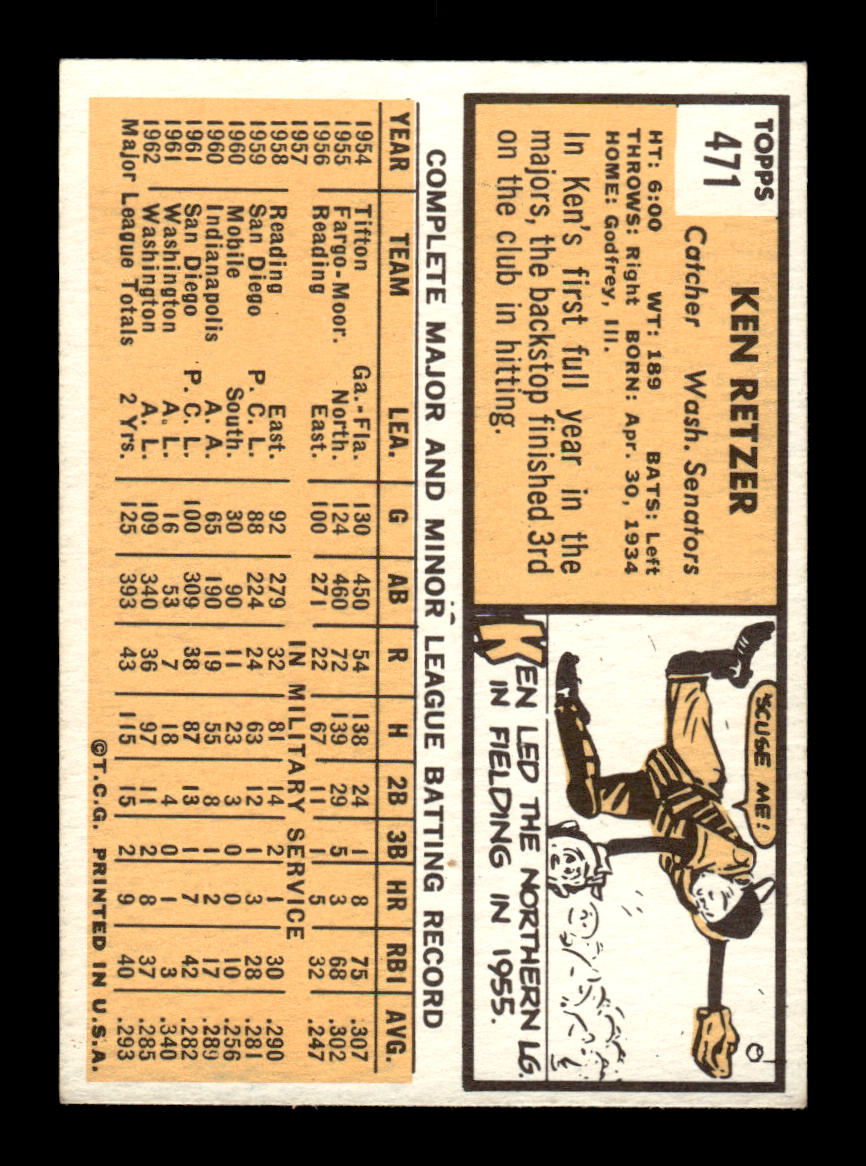 TOPPS
471
KEN RETZER
Catcher Wash. Senators
HT: 6:00 WT: 189 BATS: Left
THROWS: Right BORN: Apr. 30, 1934
HOME: Godfrey, Ill.
In Ken's first full year in the
majors, the backstop finished 3rd
on the club in hitting.
'SCUSE ME!
KEN LED THE NORTHERN LG.
IN FIELDING IN 1955.
COMPLETE MAJOR AND MINOR LEAGUE BATTING RECORD
YEAR TEAM LEA. G AB R H 2B 3B HR RBI AVG.
1954 Tifton Ga.-Fla. 130 450 54 138 24 1 8 75 .307
1955 Fargo-Moor. North. 124 460 72 139 29 5 3 68 .302
1956 Reading East. 100 271 22 67 11 1 5 32 .247
1957 IN MILITARY SERVICE
1958 Reading East. 92 279 32 81 14 2 1 30 .290
1959 San Diego P.C.L. 88 224 24 63 12 1 3 28 .281
1960 Mobile South. 30 90 11 23 3 0 0 10 .256
1960 Indianapolis A.A. 65 190 19 55 8 1 2 17 .289
1961 San Diego P.C.L. 100 309 38 87 13 1 7 42 .282
1961 Washington A.L. 16 53 7 18 4 0 1 3 .340
1962 Washington A.L. 109 340 36 97 11 2 8 37 .285
Major League Totals 2 Yrs. 125 393 43 115 15 2 9 40 .293
©T.C.G. PRINTED IN U.S.A.